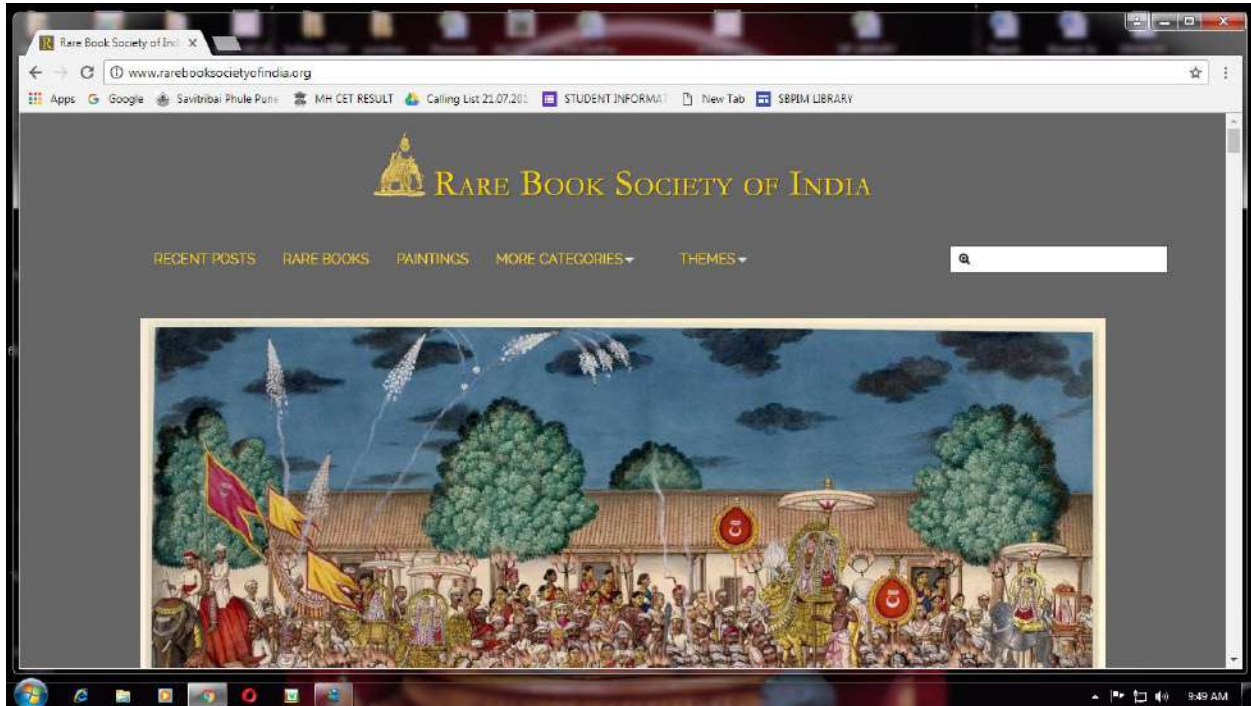 Rare Book Society of Ind
www.rarebooksocietyofindia.org
Apps Google Savitribai Phule Pune MH CET RESULT Calling List 21.07.201 STUDENT INFORMAT New Tab SBPIM LIBRARY
RARE BOOK SOCIETY OF INDIA
RECENT POSTS RARE BOOKS PAINTINGS MORE CATEGORIES THEMES
9:49 AM